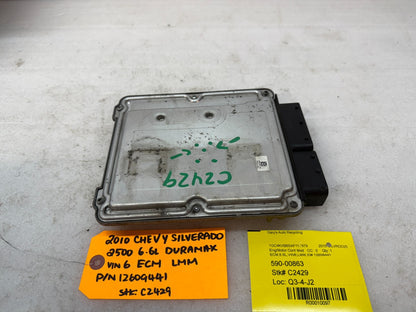 C2429
2010 CHEVY SILVERADO
2500 6.6L DURAMAX
VIN 6 ECM LMM
P/N 12609441
Stk: C2429
Gary's Auto Recycling
590-00863
Stk# C2429
Loc: Q3-4-J2
R00010097